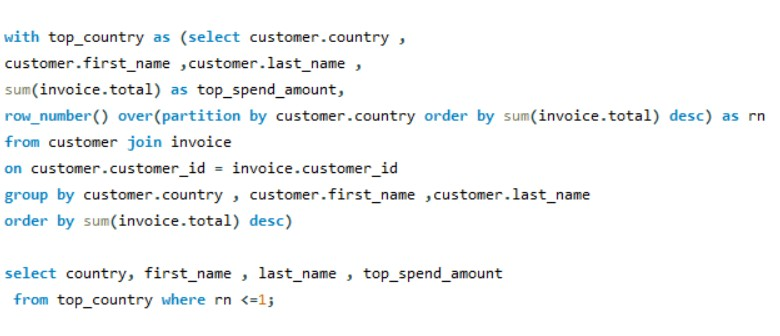 with top_country as (select customer.country ,
customer.first_name ,customer.last_name ,
sum(invoice.total) as top_spend_amount,
row_number() over(partition by customer.country order by sum(invoice.total) desc) as rn
from customer join invoice
on customer.customer_id = invoice.customer_id
group by customer.country , customer.first_name ,customer.last_name
order by sum(invoice.total) desc)
select country, first_name , last_name , top_spend_amount
from top_country where rn <=1;